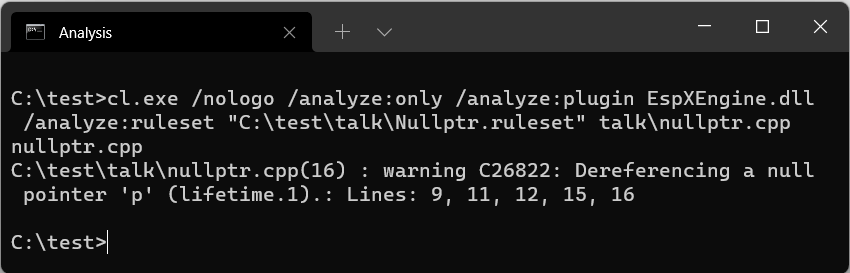 Analysis
C:\test>cl.exe /nologo /analyze:only /analyze:plugin EspXEngine.dll
/analyze:ruleset "C:\test\talk\Nullptr.ruleset" talk\nullptr.cpp
nullptr.cpp
C:\test\talk\nullptr.cpp(16) : warning C26822: Dereferencing a null
pointer 'p' (lifetime.1).: Lines: 9, 11, 12, 15, 16
C:\test>